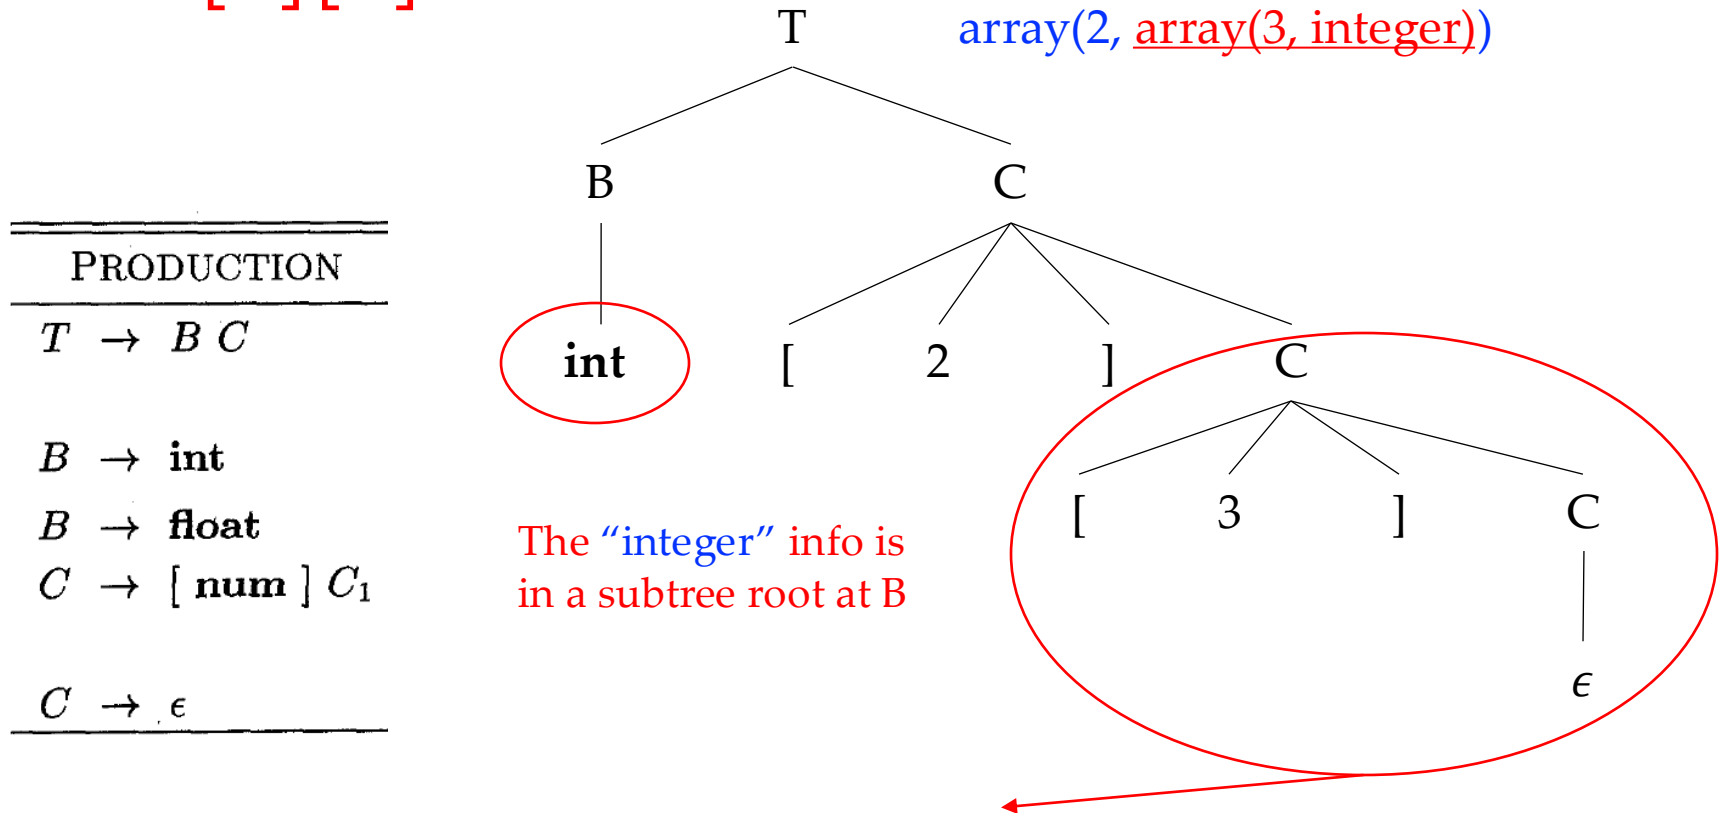 T
array(2, array(3, integer))
B
C
PRODUCTION
T → B C
int
[ 2 ] C
B → int
B → float
C → [ num ] C₁
C → ϵ
The “integer” info is
in a subtree root at B
[ 3 ] C
ϵ